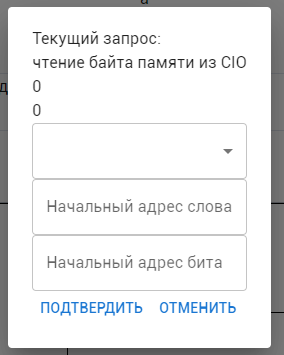 Текущий запрос:
чтение байта памяти из CIO
0
0
Начальный адрес слова
Начальный адрес бита
ПОДТВЕРДИТЬ ОТМЕНИТЬ